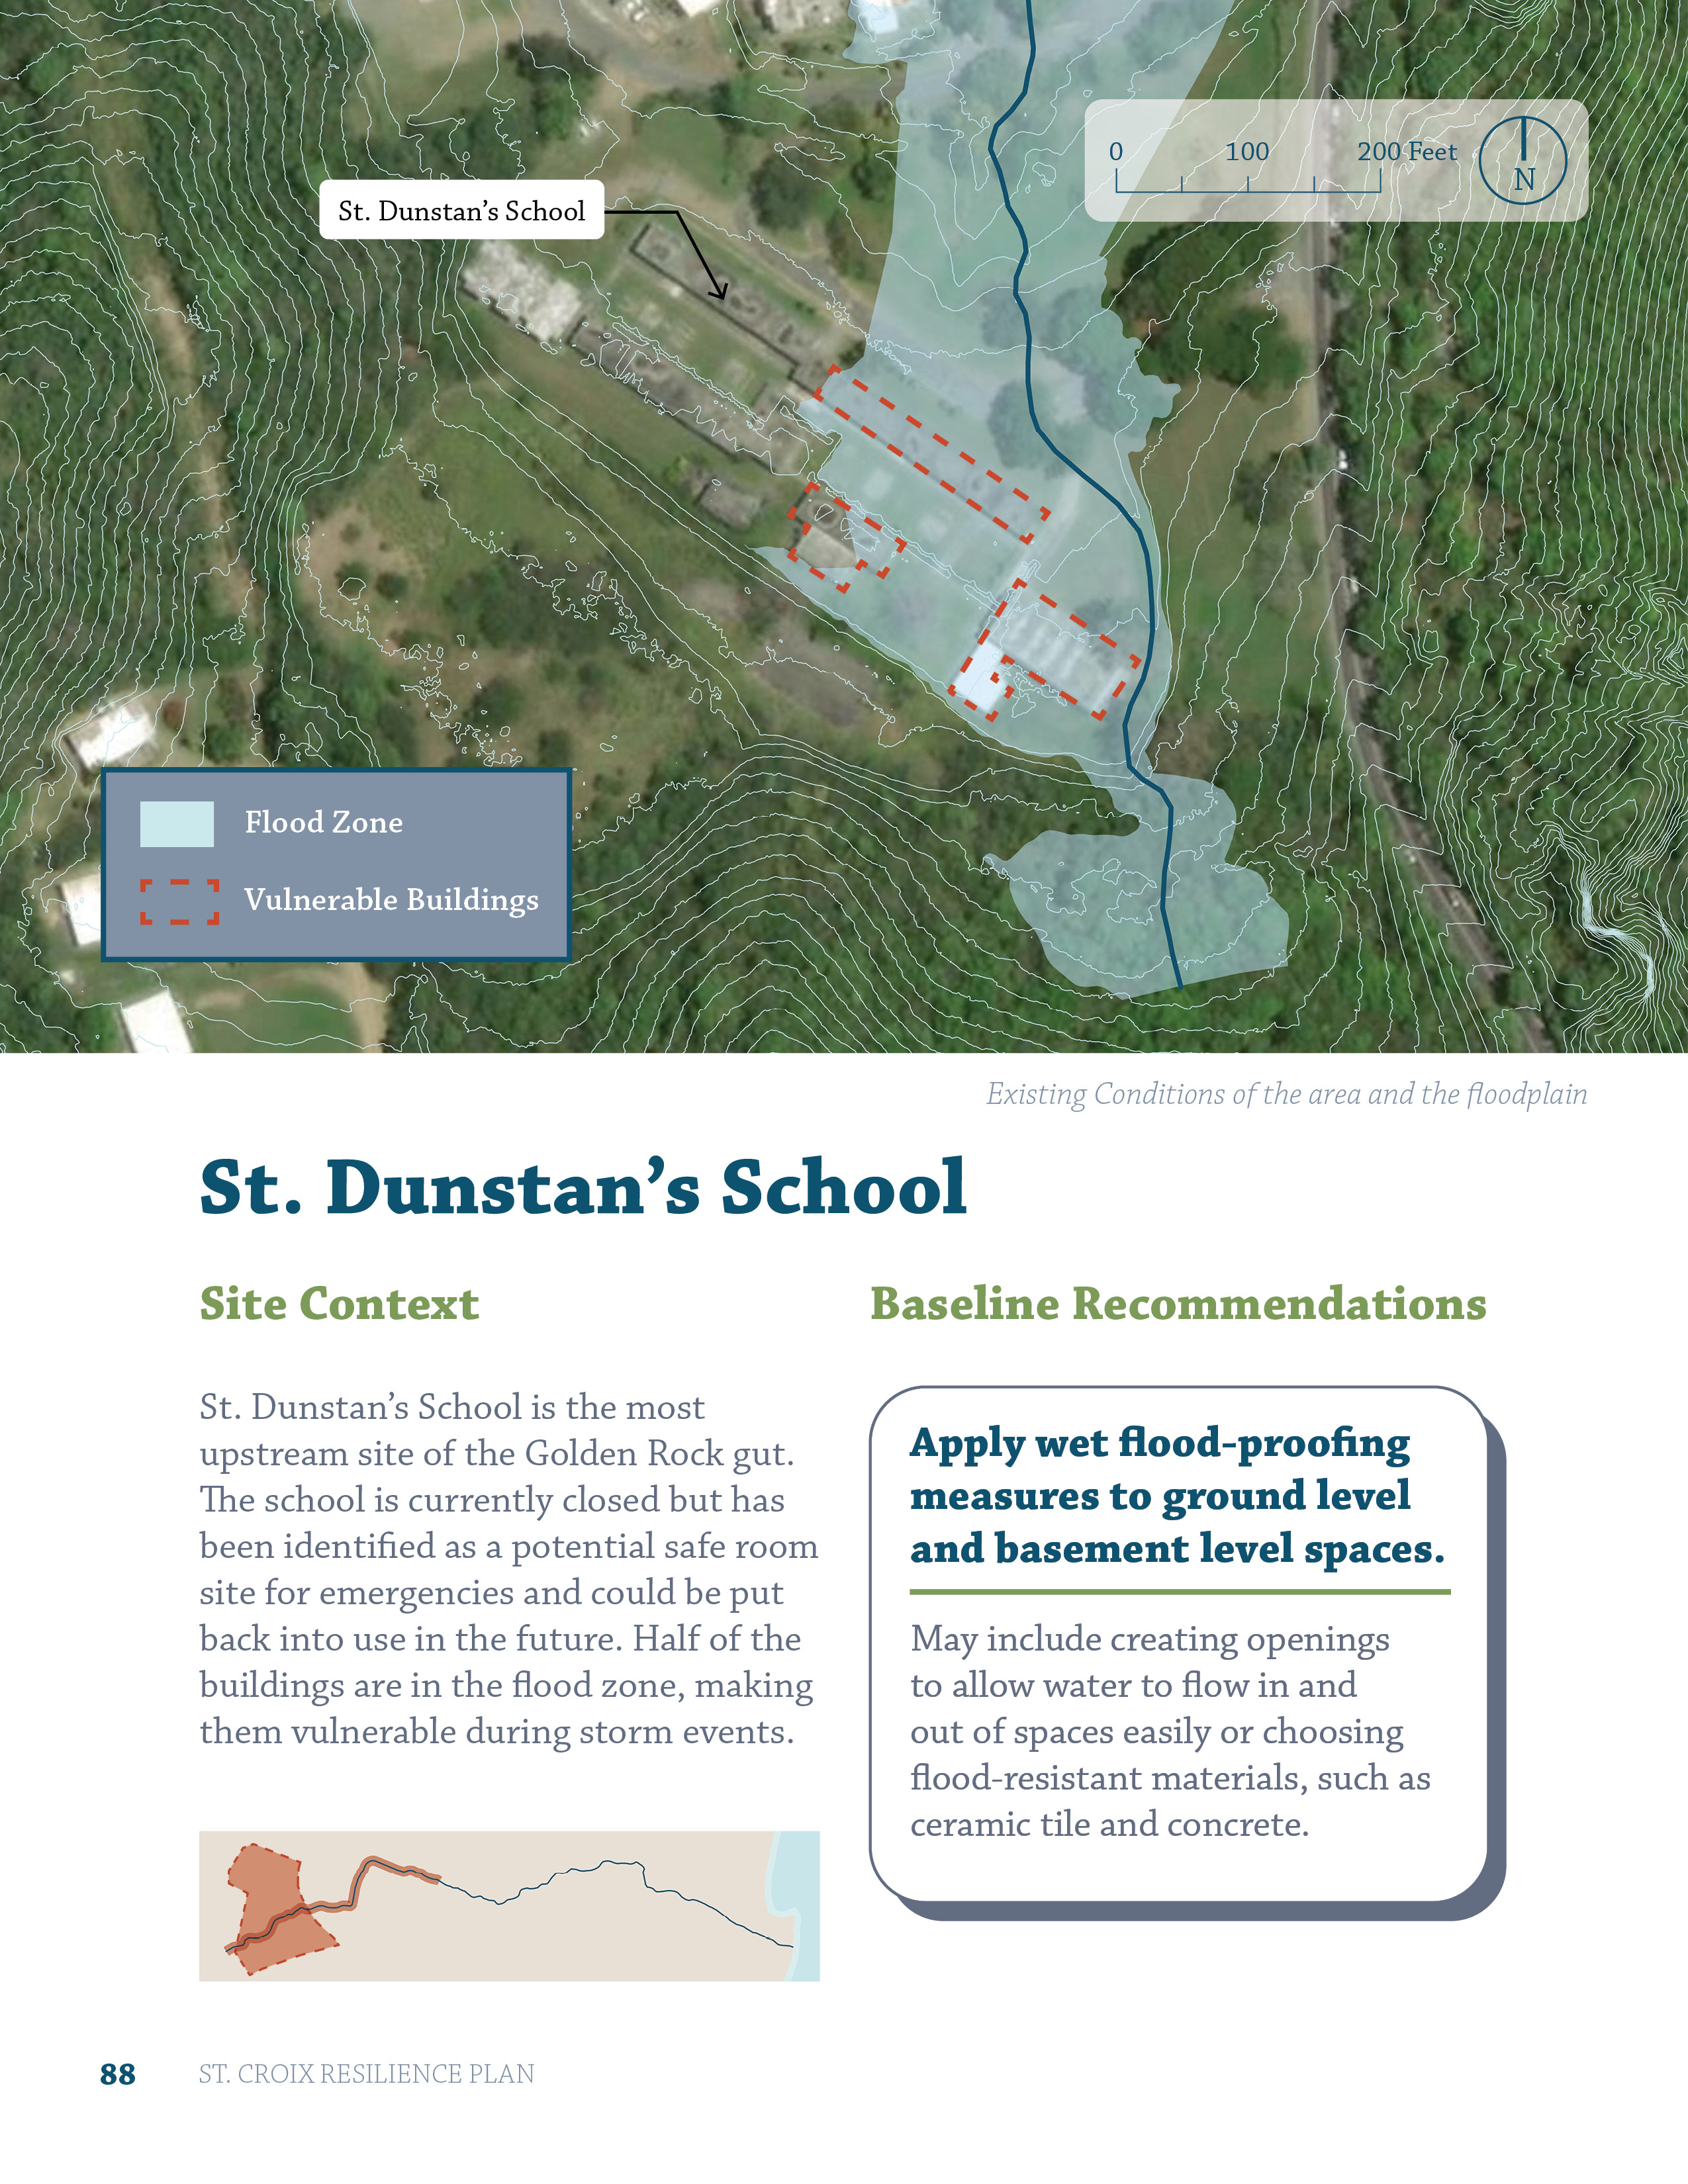 0 100 200 Feet
N
St. Dunstan’s School
Flood Zone
Vulnerable Buildings
Existing Conditions of the area and the floodplain
St. Dunstan’s School
Site Context
St. Dunstan’s School is the most
upstream site of the Golden Rock gut.
The school is currently closed but has
been identified as a potential safe room
site for emergencies and could be put
back into use in the future. Half of the
buildings are in the flood zone, making
them vulnerable during storm events.
Baseline Recommendations
Apply wet flood-proofing
measures to ground level
and basement level spaces.
May include creating openings
to allow water to flow in and
out of spaces easily or choosing
flood-resistant materials, such as
ceramic tile and concrete.
88 ST. CROIX RESILIENCE PLAN